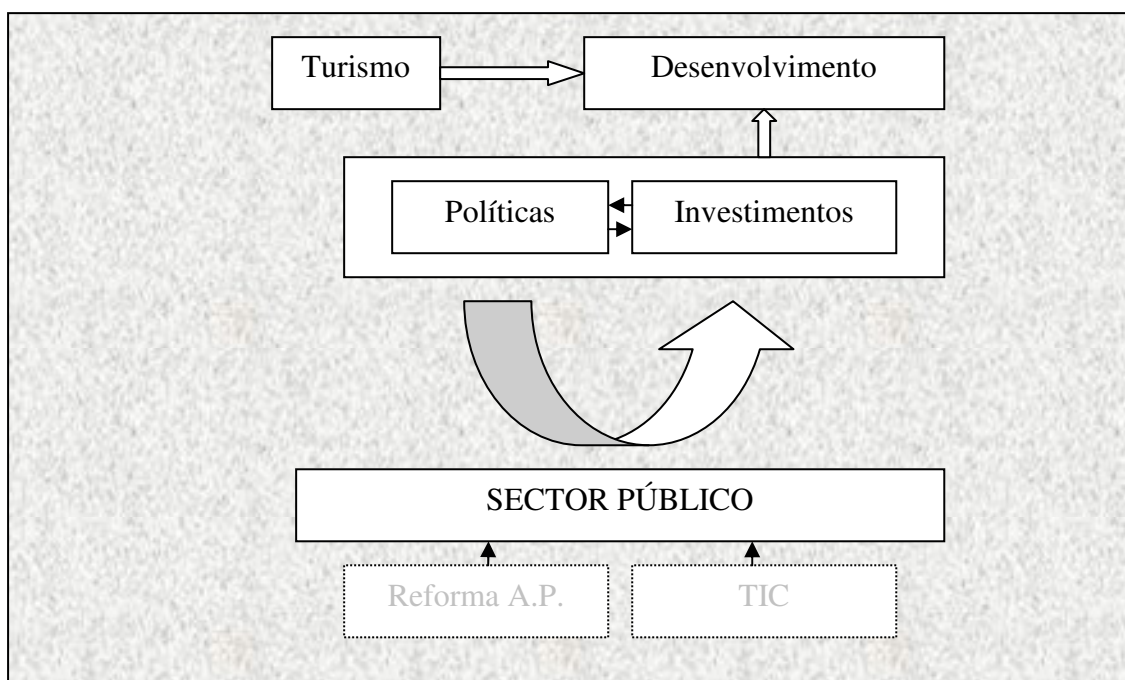 Turismo
Desenvolvimento
Políticas
Investimentos
SECTOR PÚBLICO
Reforma A.P.
TIC